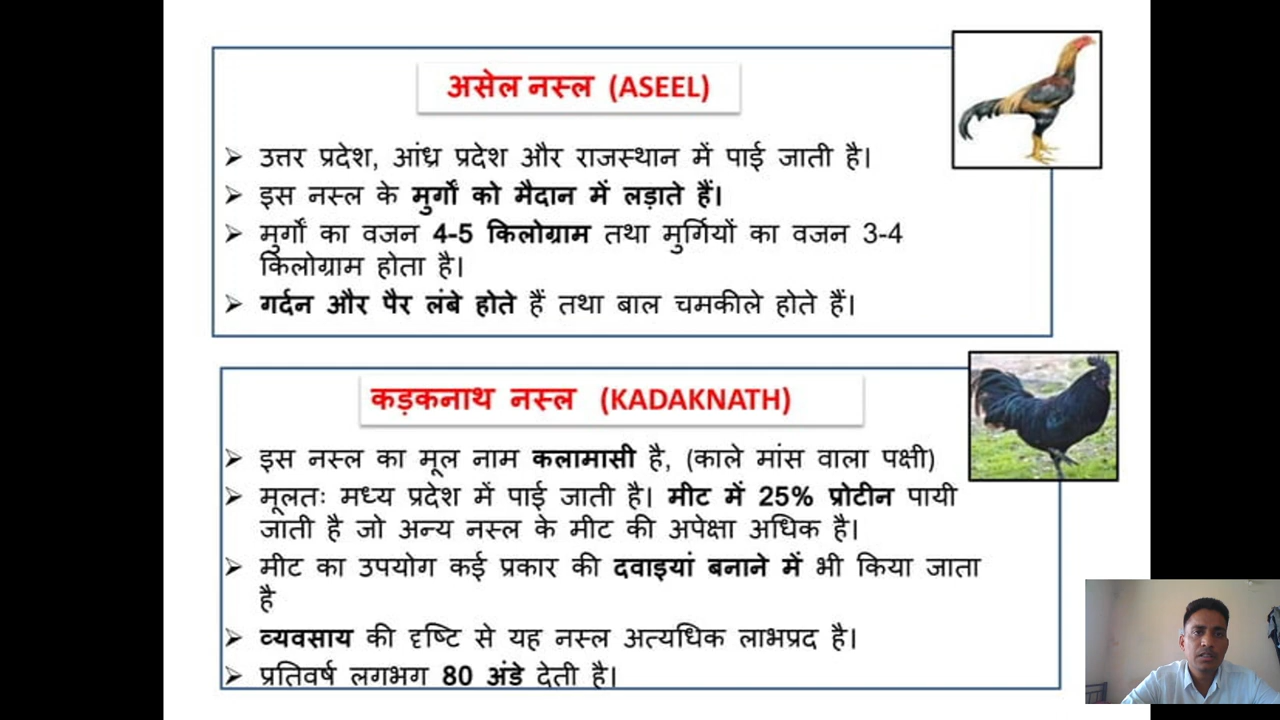 असेल नस्ल (ASEEL)
➢ उत्तर प्रदेश, आंध्र प्रदेश और राजस्थान में पाई जाती है।
➢ इस नस्ल के मुर्गों को मैदान में लड़ाते हैं।
➢ मुर्गों का वजन 4-5 किलोग्राम तथा मुर्गियों का वजन 3-4
किलोग्राम होता है।
➢ गर्दन और पैर लंबे होते हैं तथा बाल चमकीले होते हैं।
कड़कनाथ नस्ल (KADAKNATH)
➢ इस नस्ल का मूल नाम कलामासी है, (काले मांस वाला पक्षी)
➢ मूलतः मध्य प्रदेश में पाई जाती है। मीट में 25% प्रोटीन पायी
जाती है जो अन्य नस्ल के मीट की अपेक्षा अधिक है।
➢ मीट का उपयोग कई प्रकार की दवाइयां बनाने में भी किया जाता
है
➢ व्यवसाय की दृष्टि से यह नस्ल अत्यधिक लाभप्रद है।
➢ प्रतिवर्ष लगभग 80 अंडे देती है।